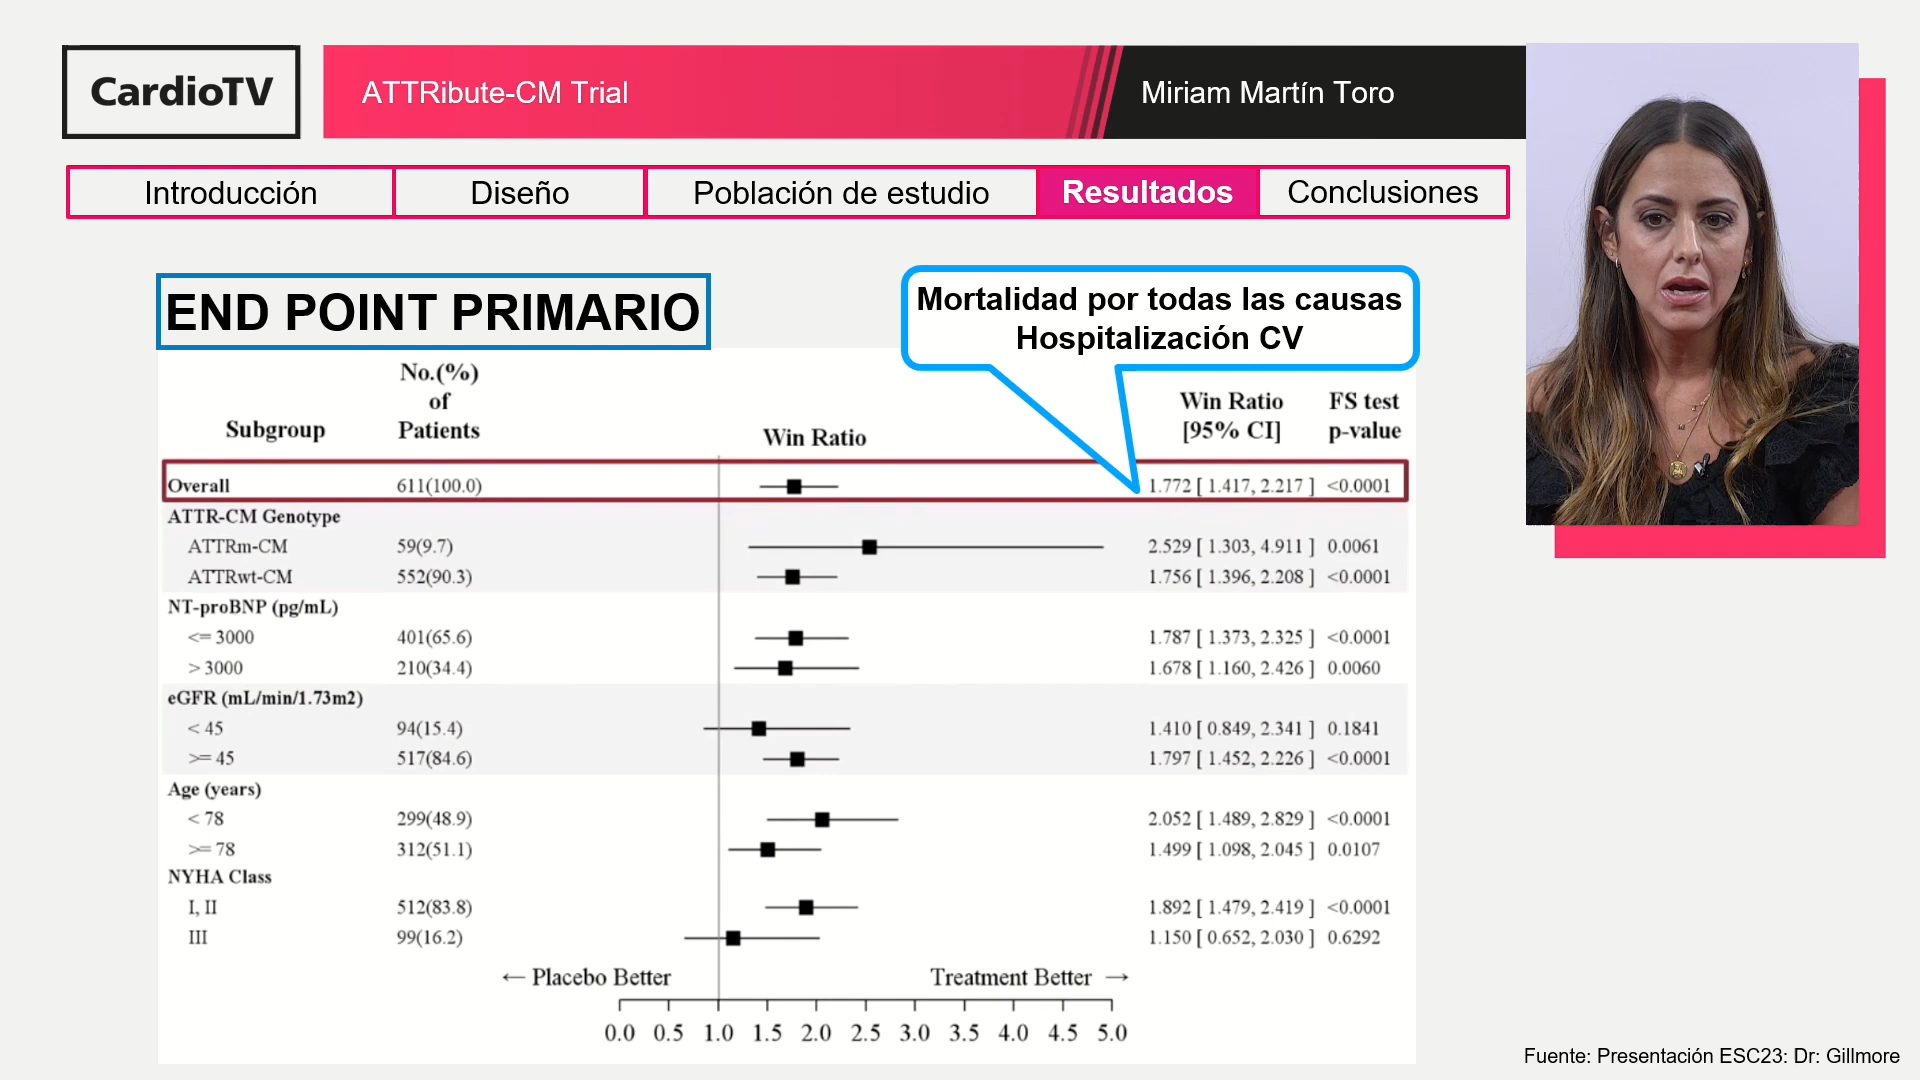 CardioTV
ATTRibute-CM Trial
Miriam Martín Toro
Introducción
Diseño
Población de estudio
Resultados
Conclusiones
END POINT PRIMARIO
Mortalidad por todas las causas
Hospitalización CV
Subgroup
No.(%)
of
Patients
Win Ratio
Win Ratio
[95% CI]
FS test
p-value
Overall 611(100.0) 1.772 [ 1.417, 2.217 ] <0.0001
ATTR-CM Genotype
ATTRm-CM 59(9.7) 2.529 [ 1.303, 4.911 ] 0.0061
ATTRwt-CM 552(90.3) 1.756 [ 1.396, 2.208 ] <0.0001
NT-proBNP (pg/mL)
<= 3000 401(65.6) 1.787 [ 1.373, 2.325 ] <0.0001
> 3000 210(34.4) 1.678 [ 1.160, 2.426 ] 0.0060
eGFR (mL/min/1.73m2)
< 45 94(15.4) 1.410 [ 0.849, 2.341 ] 0.1841
>= 45 517(84.6) 1.797 [ 1.452, 2.226 ] <0.0001
Age (years)
< 78 299(48.9) 2.052 [ 1.489, 2.829 ] <0.0001
>= 78 312(51.1) 1.499 [ 1.098, 2.045 ] 0.0107
NYHA Class
I, II 512(83.8) 1.892 [ 1.479, 2.419 ] <0.0001
III 99(16.2) 1.150 [ 0.652, 2.030 ] 0.6292
← Placebo Better Treatment Better →
0.0 0.5 1.0 1.5 2.0 2.5 3.0 3.5 4.0 4.5 5.0
Fuente: Presentación ESC23: Dr: Gillmore